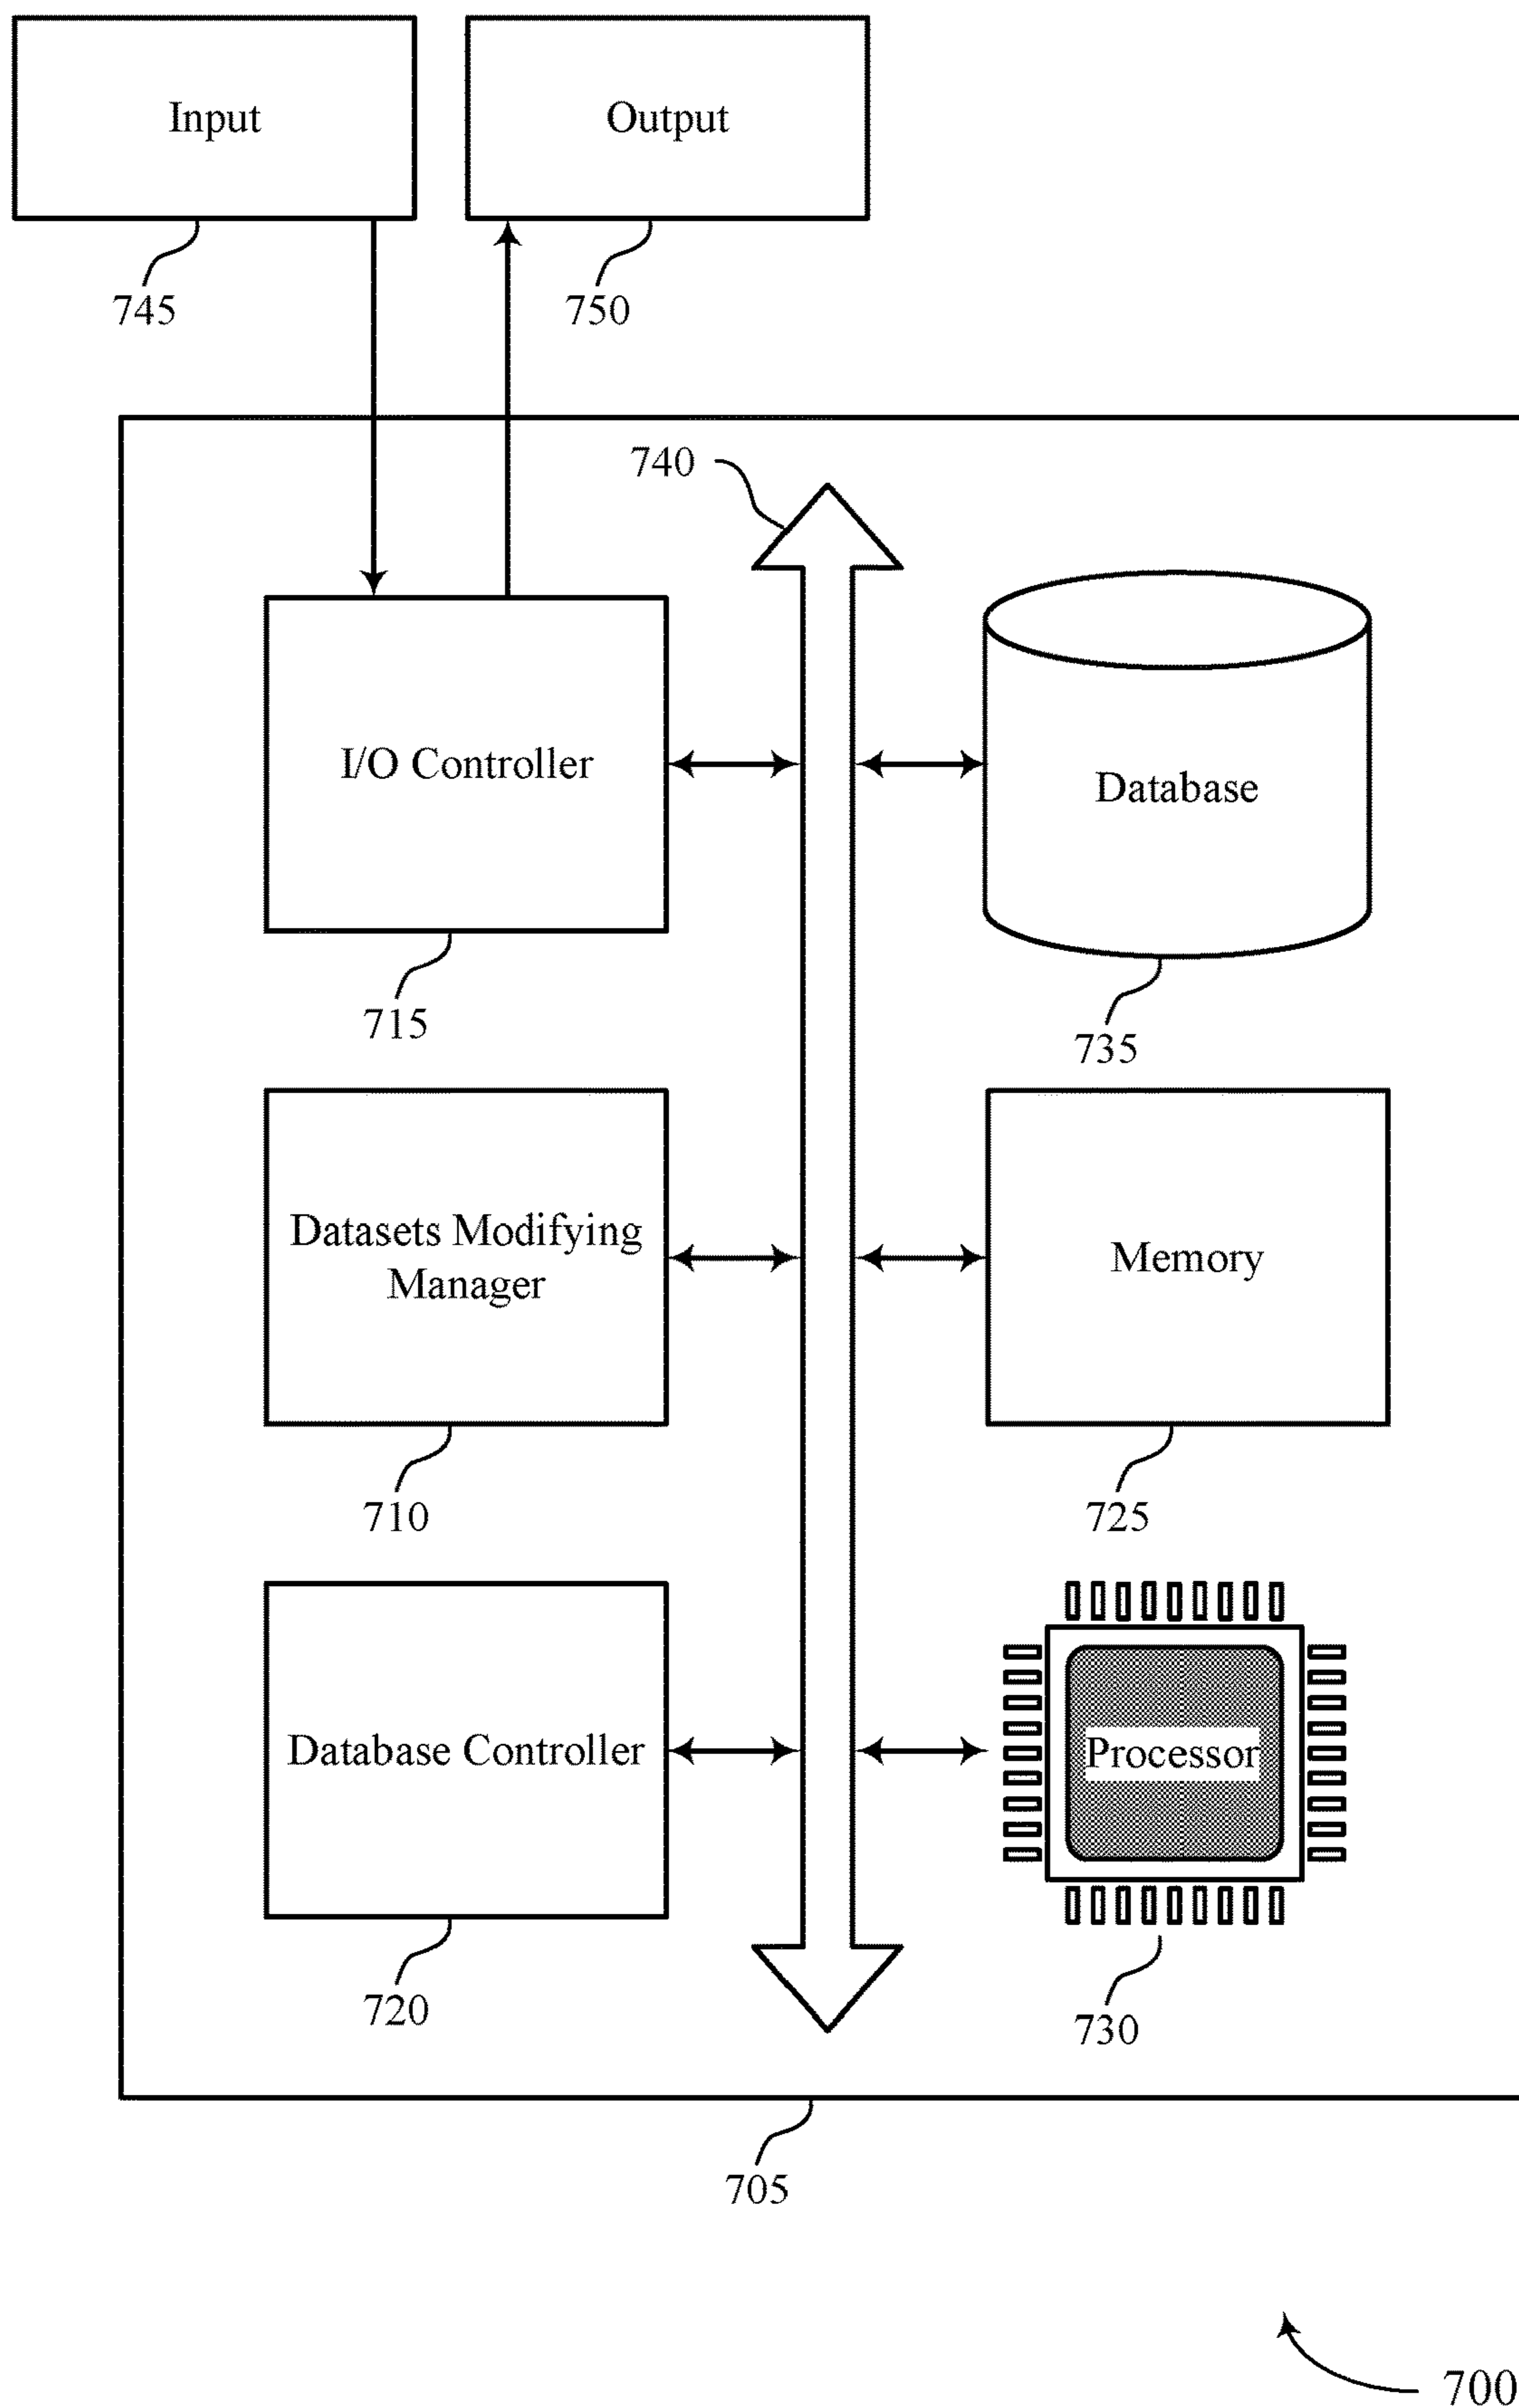 Input
Output
745
750
740
I/O Controller
Database
715
735
Datasets Modifying
Manager
Memory
710
725
Database Controller
Processor
720
730
705
700